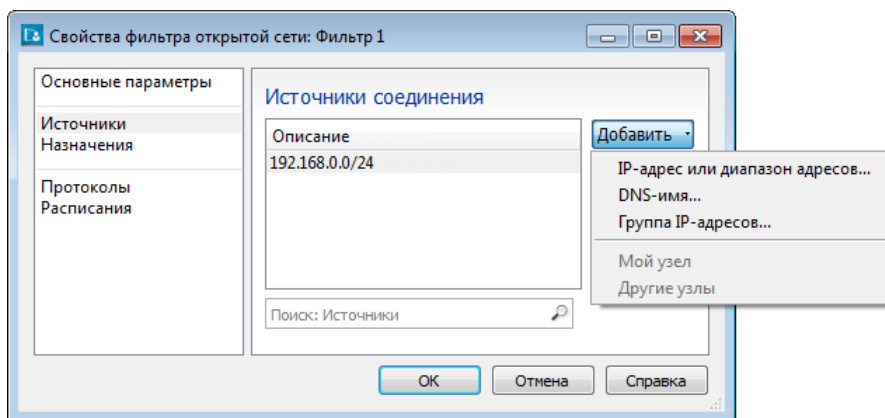 Свойства фильтра открытой сети: Фильтр 1
Основные параметры
Источники
Назначения
Протоколы
Расписания
Источники соединения
Описание
192.168.0.0/24
Поиск: Источники
Добавить
IP-адрес или диапазон адресов...
DNS-имя...
Группа IP-адресов...
Мой узел
Другие узлы
OK
Отмена
Справка